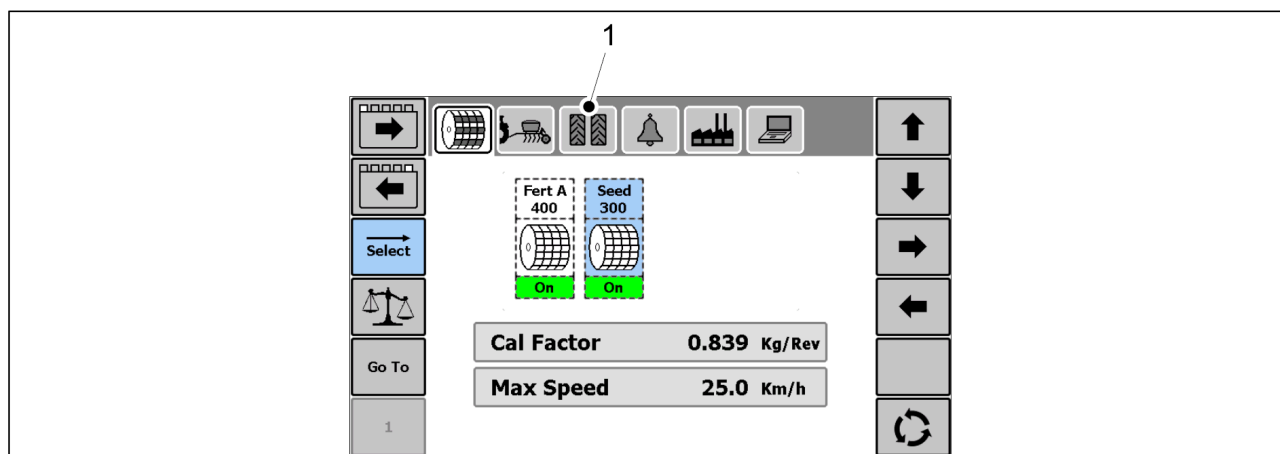 1
Fert A
400
Seed
300
Select
On
On
Cal Factor 0.839 Kg/Rev
Go To
Max Speed 25.0 Km/h
1